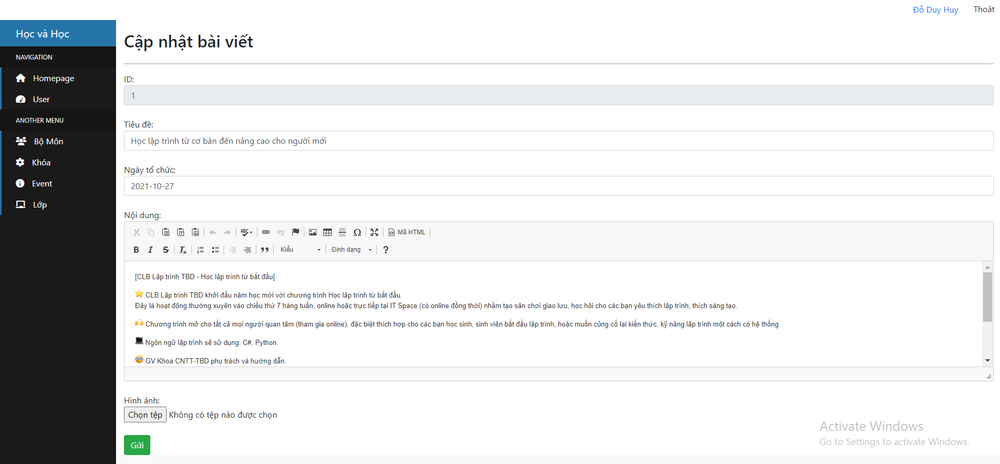 Đỗ Duy Huy Thoát
Học và Học
NAVIGATION
Homepage
User
ANOTHER MENU
Bộ Môn
Khóa
Event
Lớp
Cập nhật bài viết
ID:
1
Tiêu đề:
Học lập trình từ cơ bản đến nâng cao cho người mới
Ngày tổ chức:
2021-10-27
Nội dung:
ABC Mã HTML
B I S Kiểu Định dạng ?
[CLB Lập trình TBD - Học lập trình từ bắt đầu]
CLB Lập trình TBD khởi đầu năm học mới với chương trình Học lập trình từ bắt đầu.
Đây là hoạt động thường xuyên vào chiều thứ 7 hàng tuần, online hoặc trực tiếp tại IT Space (có online đồng thời) nhằm tạo sân chơi giao lưu, học hỏi cho các bạn yêu thích lập trình, thích sáng tạo.
Chương trình mở cho tất cả mọi người quan tâm (tham gia online), đặc biệt thích hợp cho các bạn học sinh, sinh viên bắt đầu lập trình, hoặc muốn củng cố lại kiến thức, kỹ năng lập trình một cách có hệ thống.
Ngôn ngữ lập trình sẽ sử dụng: C#, Python.
GV Khoa CNTT-TBD phụ trách và hướng dẫn.
Hình ảnh:
Chọn tệp Không có tệp nào được chọn
Gửi
Activate Windows
Go to Settings to activate Windows.